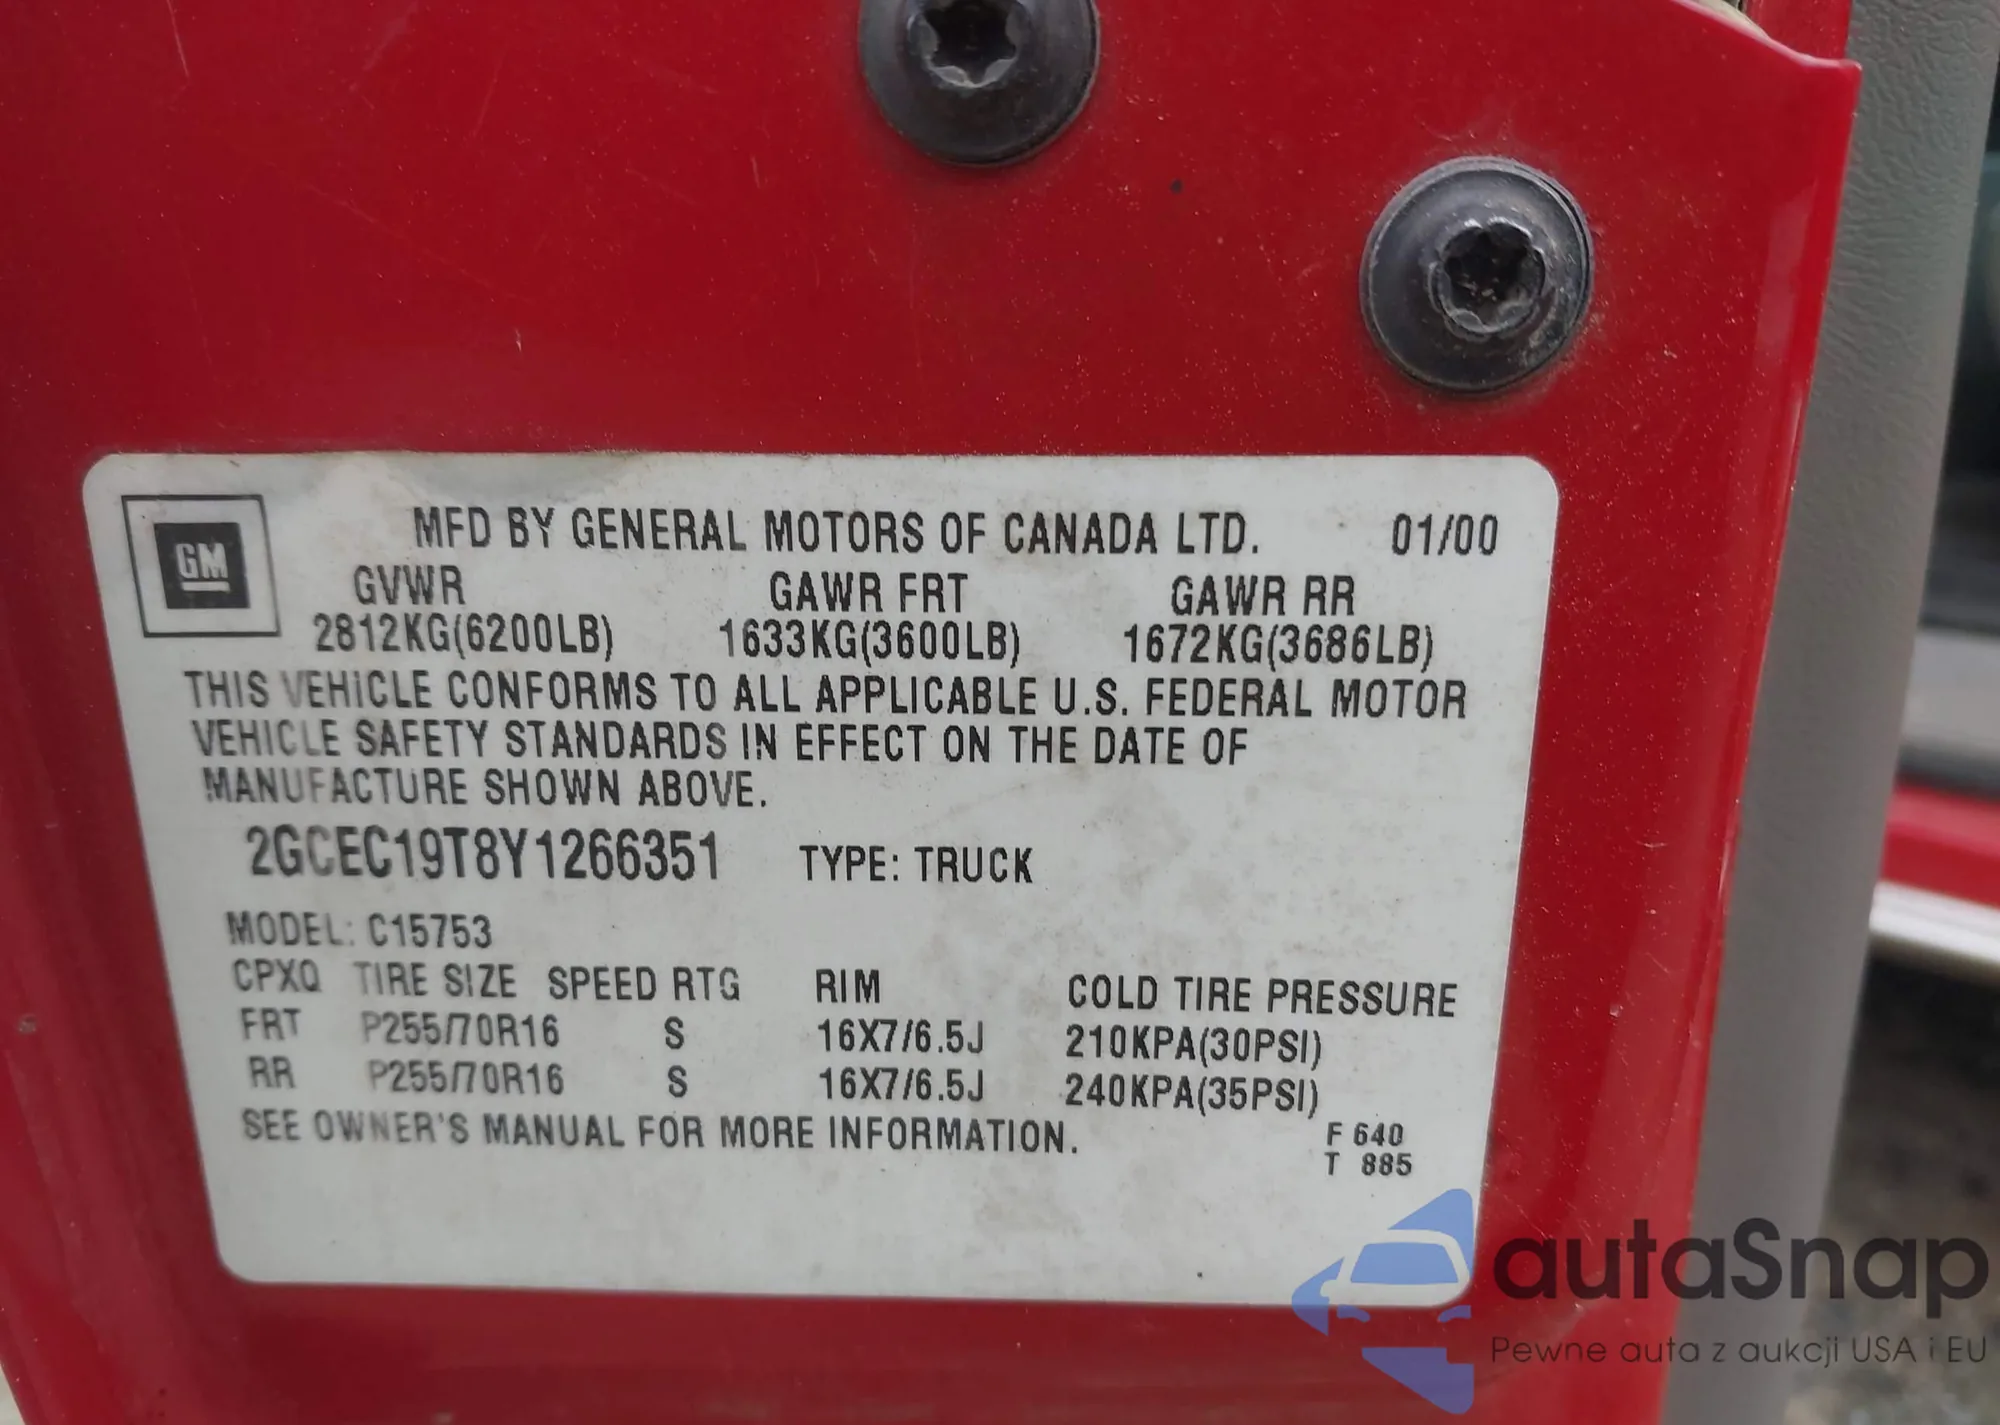 GM
MFD BY GENERAL MOTORS OF CANADA LTD. 01/00
GVWR GAWR FRT GAWR RR
2812KG(6200LB) 1633KG(3600LB) 1672KG(3686LB)
THIS VEHICLE CONFORMS TO ALL APPLICABLE U.S. FEDERAL MOTOR
VEHICLE SAFETY STANDARDS IN EFFECT ON THE DATE OF
MANUFACTURE SHOWN ABOVE.
2GCEC19T8Y1266351 TYPE: TRUCK
MODEL: C15753
CPXQ TIRE SIZE SPEED RTG RIM COLD TIRE PRESSURE
FRT P255/70R16 S 16X7/6.5J 210KPA(30PSI)
RR P255/70R16 S 16X7/6.5J 240KPA(35PSI)
SEE OWNER'S MANUAL FOR MORE INFORMATION.
F 640
T 885
autaSnap
Pewne auta z aukcji USA i EU